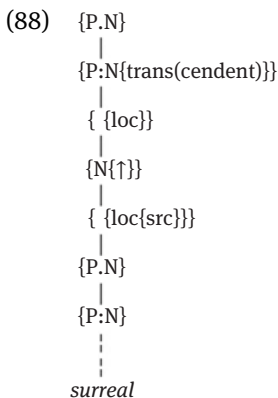 (88) {P.N}
{P:N{trans(cendent)}}
{ {loc}}
{N{↑}}
{ {loc{src}}}
{P.N}
{P:N}
surreal